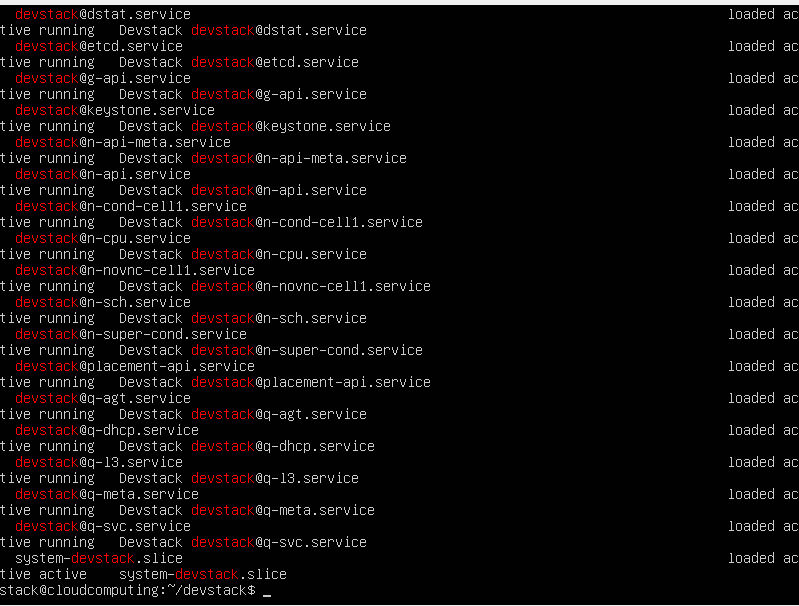 devstack@dstat.service loaded ac
tive running Devstack devstack@dstat.service
devstack@etcd.service loaded ac
tive running Devstack devstack@etcd.service
devstack@g-api.service loaded ac
tive running Devstack devstack@g-api.service
devstack@keystone.service loaded ac
tive running Devstack devstack@keystone.service
devstack@n-api-meta.service loaded ac
tive running Devstack devstack@n-api-meta.service
devstack@n-api.service loaded ac
tive running Devstack devstack@n-api.service
devstack@n-cond-cell1.service loaded ac
tive running Devstack devstack@n-cond-cell1.service
devstack@n-cpu.service loaded ac
tive running Devstack devstack@n-cpu.service
devstack@n-novnc-cell1.service loaded ac
tive running Devstack devstack@n-novnc-cell1.service
devstack@n-sch.service loaded ac
tive running Devstack devstack@n-sch.service
devstack@n-super-cond.service loaded ac
tive running Devstack devstack@n-super-cond.service
devstack@placement-api.service loaded ac
tive running Devstack devstack@placement-api.service
devstack@q-agt.service loaded ac
tive running Devstack devstack@q-agt.service
devstack@q-dhcp.service loaded ac
tive running Devstack devstack@q-dhcp.service
devstack@q-l3.service loaded ac
tive running Devstack devstack@q-l3.service
devstack@q-meta.service loaded ac
tive running Devstack devstack@q-meta.service
devstack@q-svc.service loaded ac
tive running Devstack devstack@q-svc.service
system-devstack.slice loaded ac
tive active system-devstack.slice
stack@cloudcomputing:~/devstack$ _